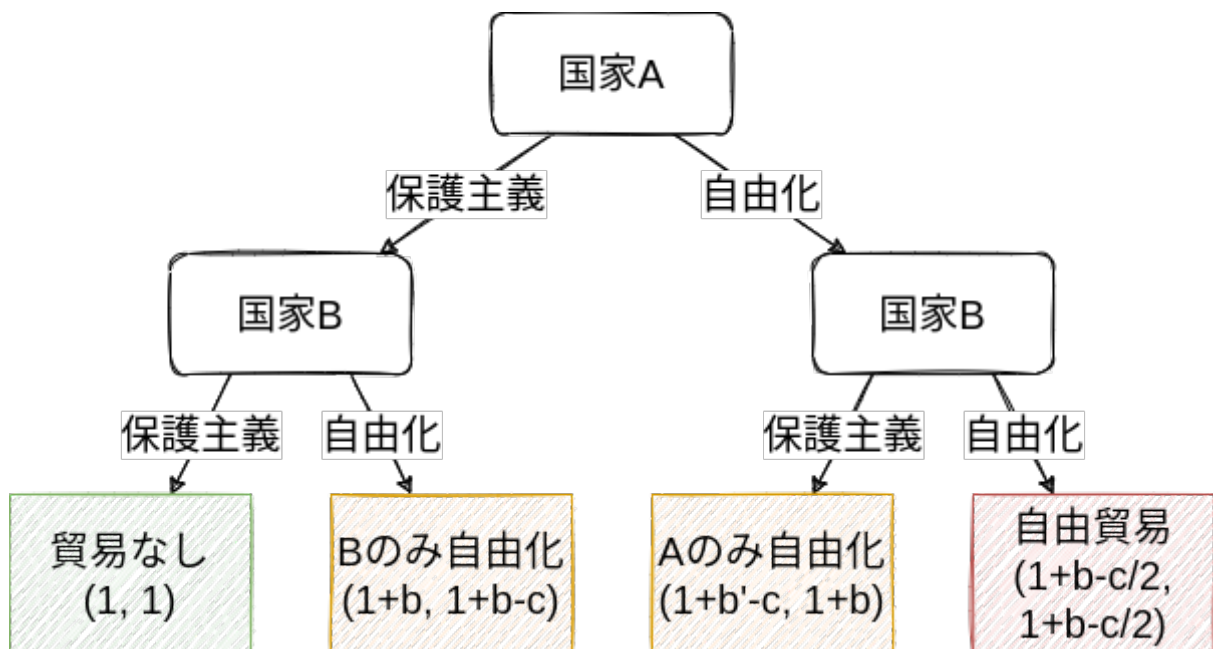 国家A
保護主義
自由化
国家B
国家B
保護主義
自由化
保護主義
自由化
貿易なし
(1, 1)
Bのみ自由化
(1+b, 1+b-c)
Aのみ自由化
(1+b'-c, 1+b)
自由貿易
(1+b-c/2,
1+b-c/2)